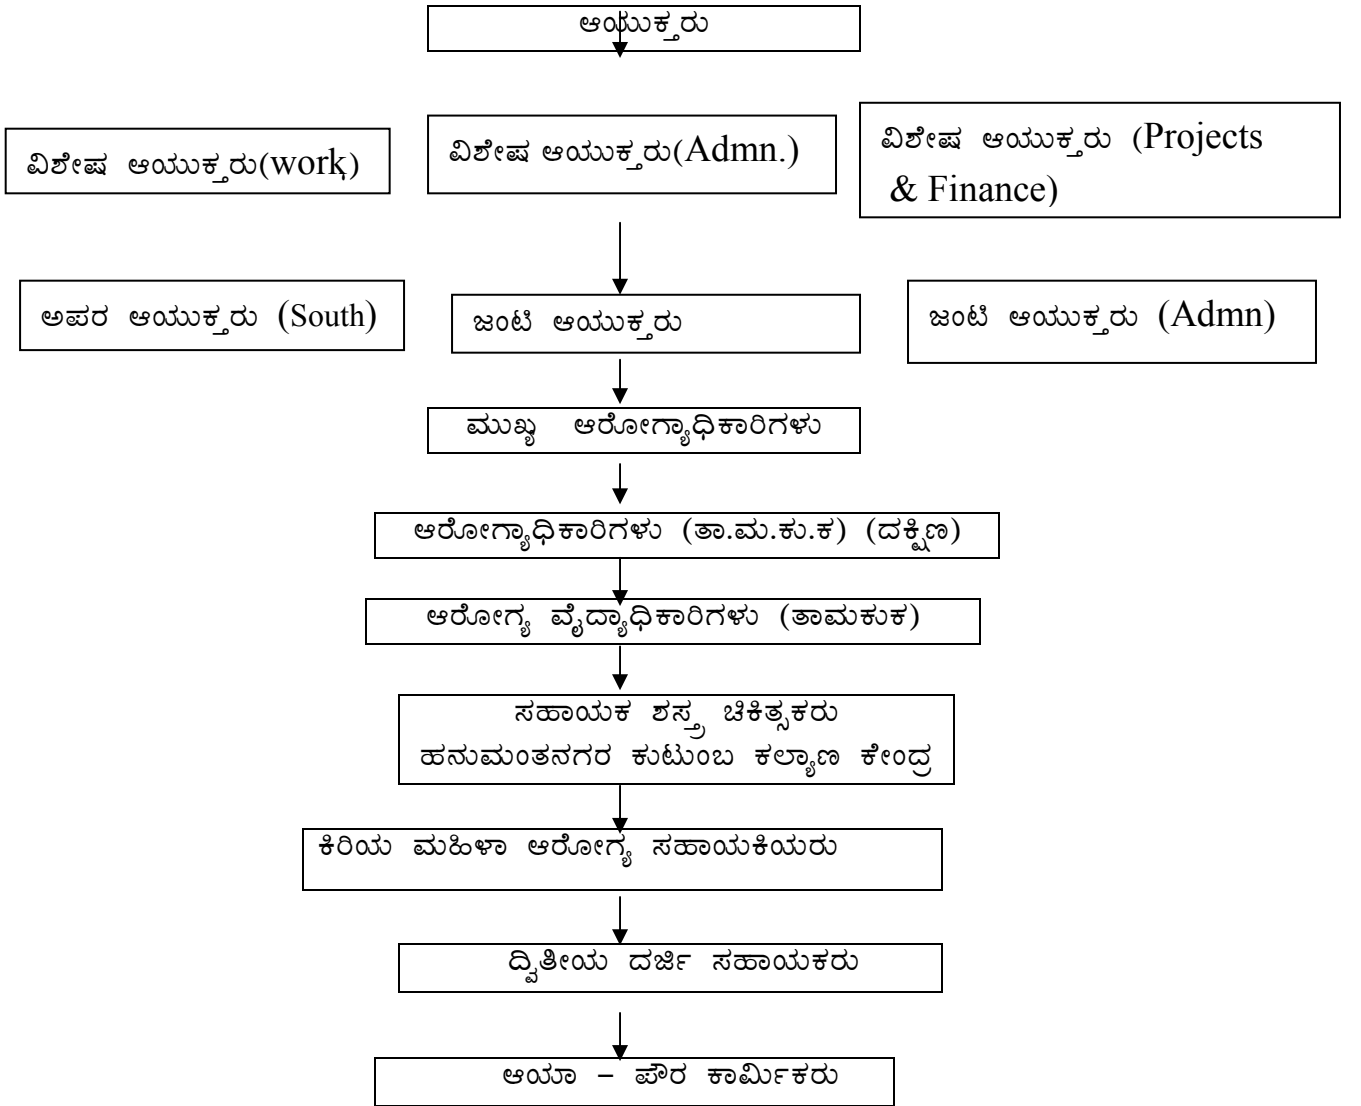 ಆಯುಕ್ತರು
ವಿಶೇಷ ಆಯುಕ್ತರು(work)
ವಿಶೇಷ ಆಯುಕ್ತರು(Admn.)
ವಿಶೇಷ ಆಯುಕ್ತರು (Projects
& Finance)
ಅಪರ ಆಯುಕ್ತರು (South)
ಜಂಟಿ ಆಯುಕ್ತರು
ಜಂಟಿ ಆಯುಕ್ತರು (Admn)
ಮುಖ್ಯ ಆರೋಗ್ಯಾಧಿಕಾರಿಗಳು
ಆರೋಗ್ಯಾಧಿಕಾರಿಗಳು (ತಾ.ಮ.ಕು.ಕ) (ದಕ್ಷಿಣ)
ಆರೋಗ್ಯ ವೈದ್ಯಾಧಿಕಾರಿಗಳು (ತಾಮಕುಕ)
ಸಹಾಯಕ ಶಸ್ತ್ರ ಚಿಕಿತ್ಸಕರು
ಹನುಮಂತನಗರ ಕುಟುಂಬ ಕಲ್ಯಾಣ ಕೇಂದ್ರ
ಕಿರಿಯ ಮಹಿಳಾ ಆರೋಗ್ಯ ಸಹಾಯಕಿಯರು
ದ್ವಿತೀಯ ದರ್ಜಿ ಸಹಾಯಕರು
ಆಯಾ – ಪೌರ ಕಾರ್ಮಿಕರು